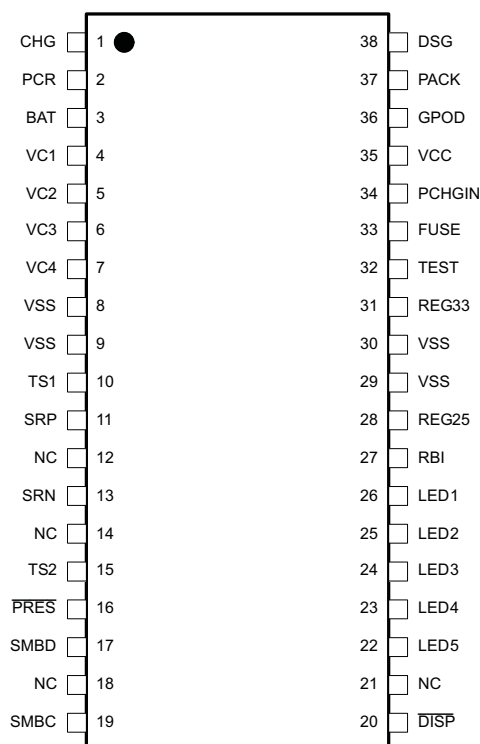 CHG 1 38 DSG
PCR 2 37 PACK
BAT 3 36 GPOD
VC1 4 35 VCC
VC2 5 34 PCHGIN
VC3 6 33 FUSE
VC4 7 32 TEST
VSS 8 31 REG33
VSS 9 30 VSS
TS1 10 29 VSS
SRP 11 28 REG25
NC 12 27 RBI
SRN 13 26 LED1
NC 14 25 LED2
TS2 15 24 LED3
PRES 16 23 LED4
SMBD 17 22 LED5
NC 18 21 NC
SMBC 19 20 DISP